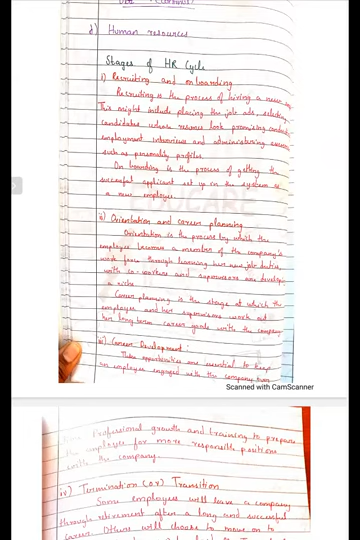 d) Human resources
Stages of HR Cycle
i) Recruiting and onboarding
Recruiting is the process of hiring a new
This might include placing the job ads, selecting
candidates whose resumes look promising conducting
employment interviews and administering
such as personality profiles.
On boarding is the process of getting the
successful applicant set up in the system as
a new employee.
ii) Orientation and career planning
Orientation is the process by which the
employee becomes a member of the company's
work force through learning her new job duties,
with co-workers and supervisors are developing
a niche
Career planning is the stage at which the
employee and her supervisors work out
her long-term career goals with the company
iii) Career Development:
These opportunities are essential to keep
an employee engaged with the company over
Scanned with CamScanner
Professional growth and training to prepare
the employee for more responsible positions
with the company.
iv) Termination (or) Transition
Some employees will leave a company
through retirement after a long and successful
career. Others will choose to move on to